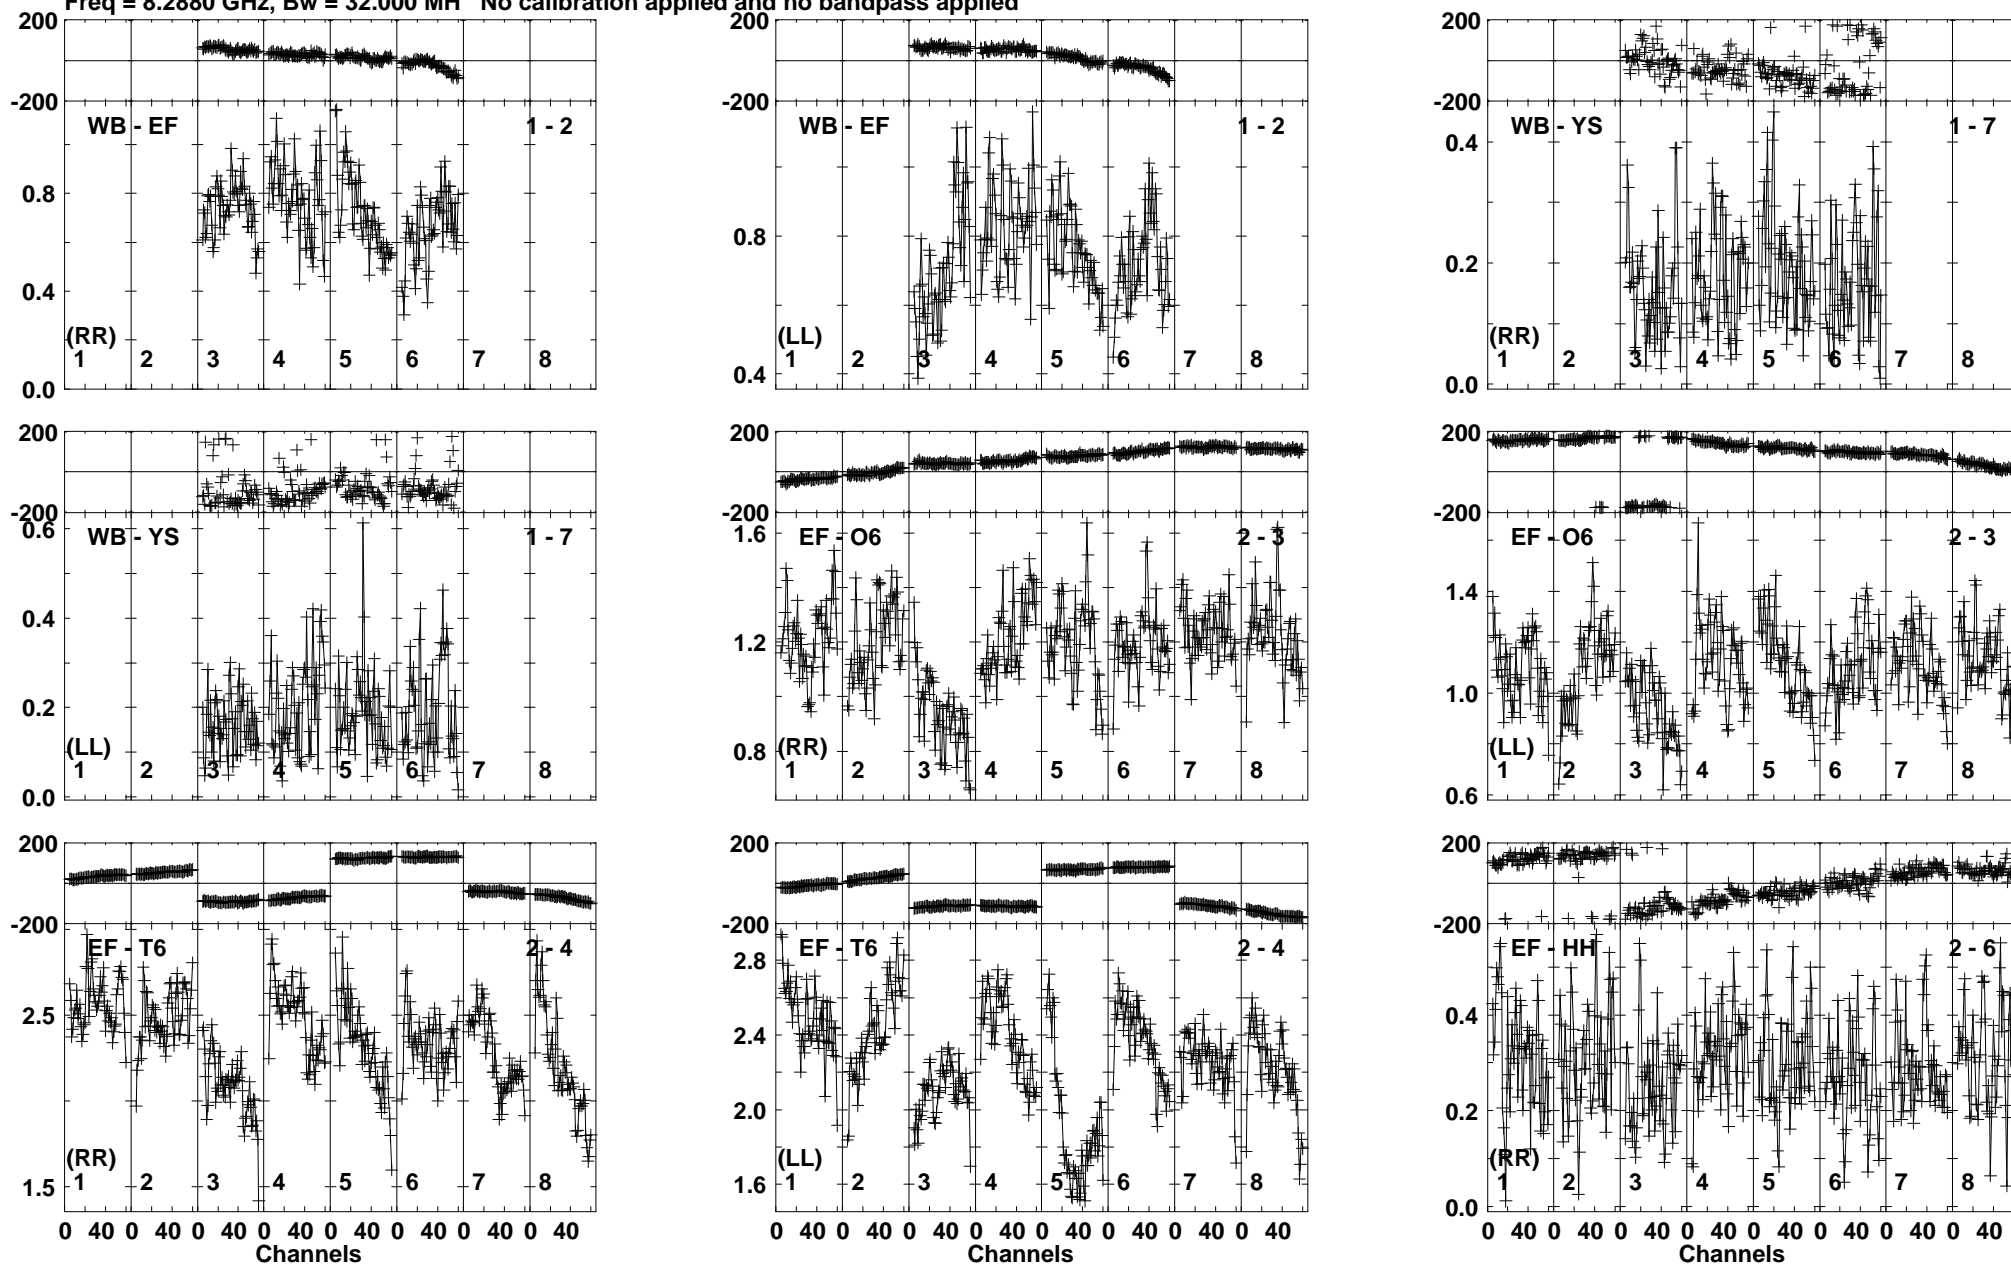 Freq = 8.2880 GHz, Bw = 32.000 MH No calibration applied and no bandpass applied
200 200 200
-200 -200 -200
WB - EF 1 - 2 WB - EF 1 - 2 WB - YS 1 - 7
0.8 0.8 0.4
0.4 0.2
(RR) (LL) (RR)
1 2 3 4 5 6 7 8 1 2 3 4 5 6 7 8 1 2 3 4 5 6 7 8
0.0 0.4 0.0
200 200 200
-200 -200 -200
WB - YS 1 - 7 EF - O6 2 - 3 EF - O6 2 - 3
0.6 1.6 1.4
0.4 1.2 1.0
0.2 0.8
(LL) (RR) (LL)
1 2 3 4 5 6 7 8 1 2 3 4 5 6 7 8 1 2 3 4 5 6 7 8
0.0 0.6
200 200 200
-200 -200 -200
EF - T6 2 - 4 EF - T6 2 - 4 EF - HH 2 - 6
2.5 2.8 0.4
2.4
2.0 0.2
(RR) (LL) (RR)
1 2 3 4 5 6 7 8 1 2 3 4 5 6 7 8 1 2 3 4 5 6 7 8
1.5 1.6 0.0
0 40 0 40 0 40 0 40 0 40 0 40 0 40 0 40 0 40 0 40 0 40 0 40 0 40 0 40 0 40 0 40 0 40 0 40 0 40 0 40 0 40 0 40 0 40 0 40
Channels Channels Channels